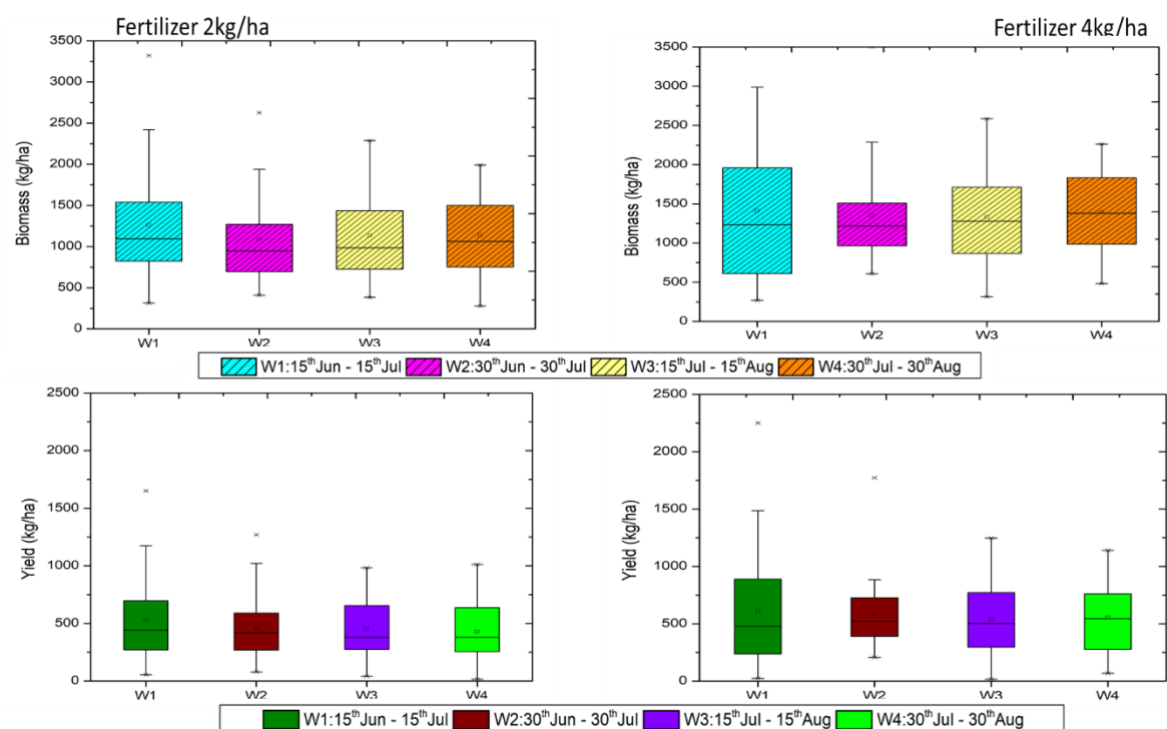 Fertilizer 2kg/ha
Fertilizer 4kg/ha
Biomass (kg/ha)
3500
3000
2500
2000
1500
1000
500
0
W1 W2 W3 W4
Biomass (kg/ha)
3500
3000
2500
2000
1500
1000
500
0
W1 W2 W3 W4
W1:15thJun - 15thJul W2:30thJun - 30thJul W3:15thJul - 15thAug W4:30thJul - 30thAug
Yield (kg/ha)
2500
2000
1500
1000
500
0
W1 W2 W3 W4
Yield (kg/ha)
2500
2000
1500
1000
500
0
W1 W2 W3 W4
W1:15thJun - 15thJul W2:30thJun - 30thJul W3:15thJul - 15thAug W4:30thJul - 30thAug